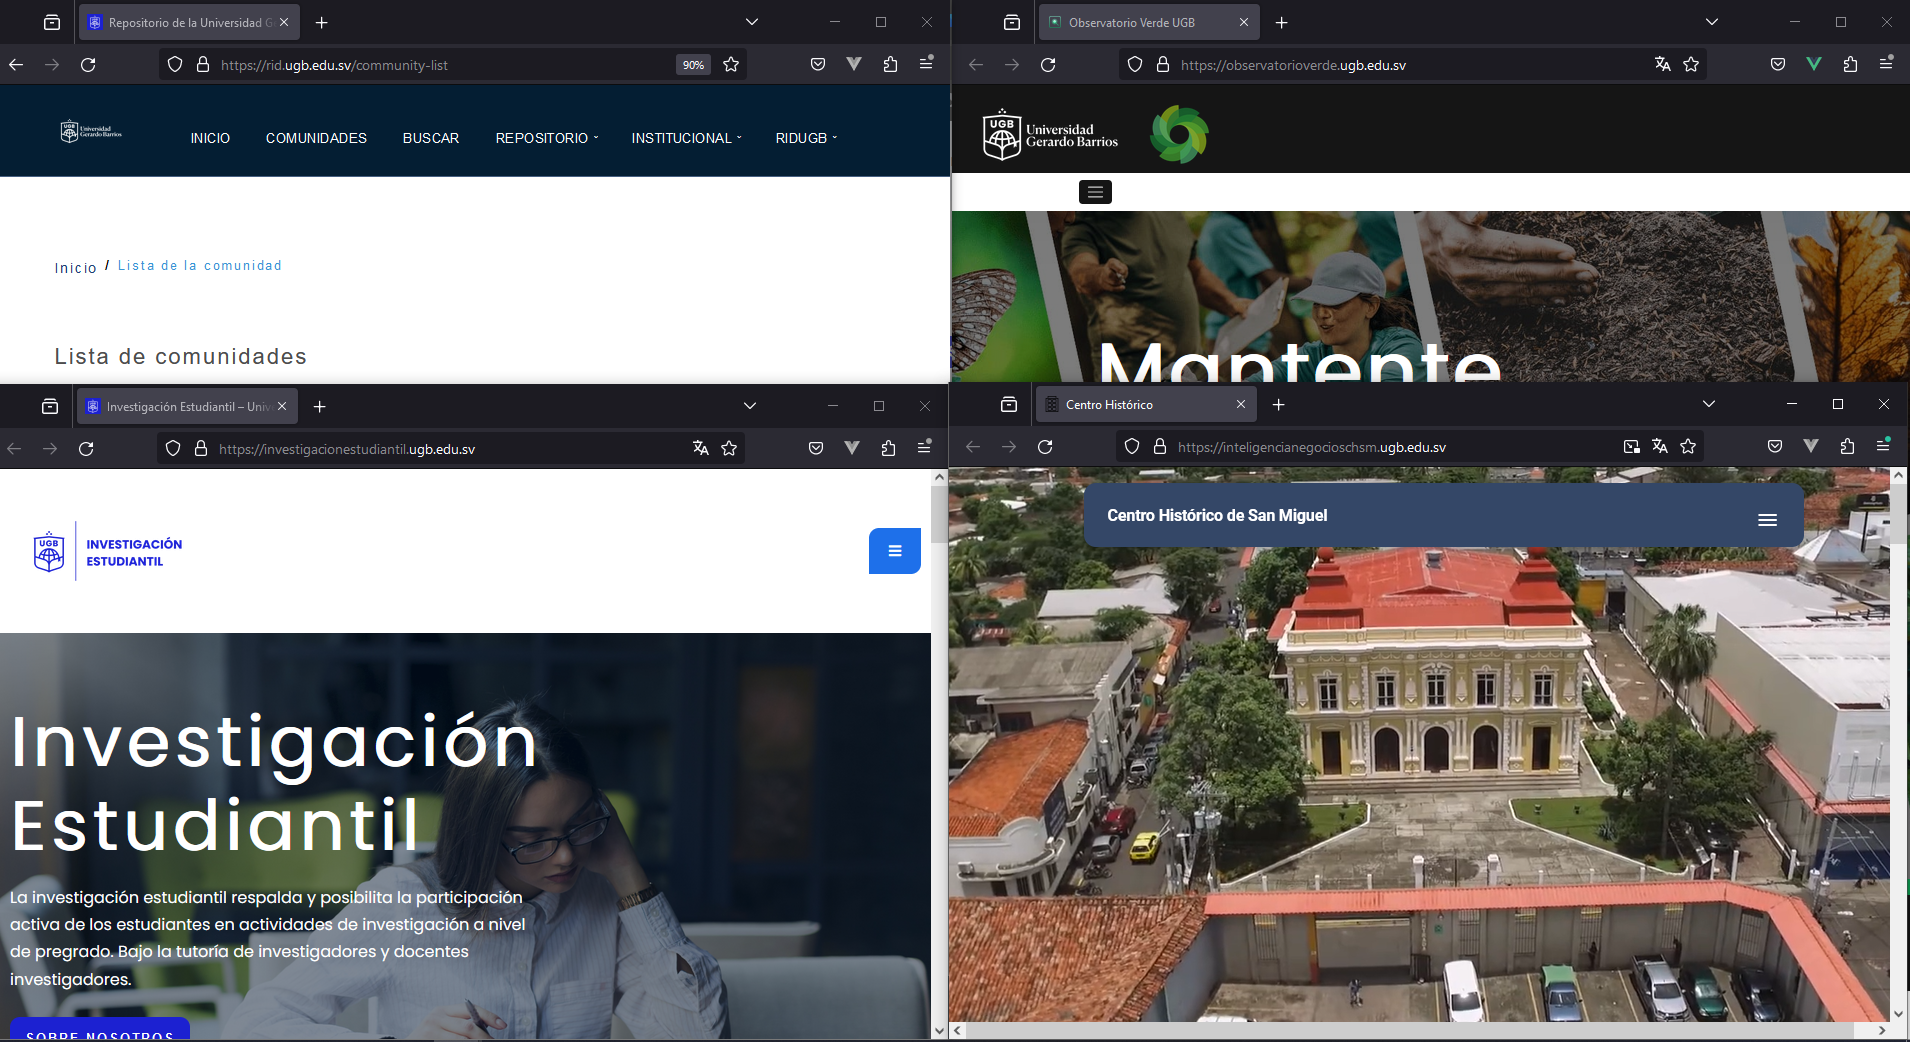 Repositorio de la Universidad G
https://rid.ugb.edu.sv/community-list
90%
UGB
Universidad
Gerardo Barrios
INICIO
COMUNIDADES
BUSCAR
REPOSITORIO
INSTITUCIONAL
RIDUGB
Inicio / Lista de la comunidad
Lista de comunidades
Observatorio Verde UGB
https://observatorioverde.ugb.edu.sv
UGB
Universidad
Gerardo Barrios
Mantente
Investigación Estudiantil – Univ
https://investigacionestudiantil.ugb.edu.sv
UGB
INVESTIGACIÓN
ESTUDIANTIL
Investigación
Estudiantil
La investigación estudiantil respalda y posibilita la participación
activa de los estudiantes en actividades de investigación a nivel
de pregrado. Bajo la tutoría de investigadores y docentes
investigadores.
SOBRE NOSOTROS
Centro Histórico
https://inteligencianegocioschsm.ugb.edu.sv
Centro Histórico de San Miguel